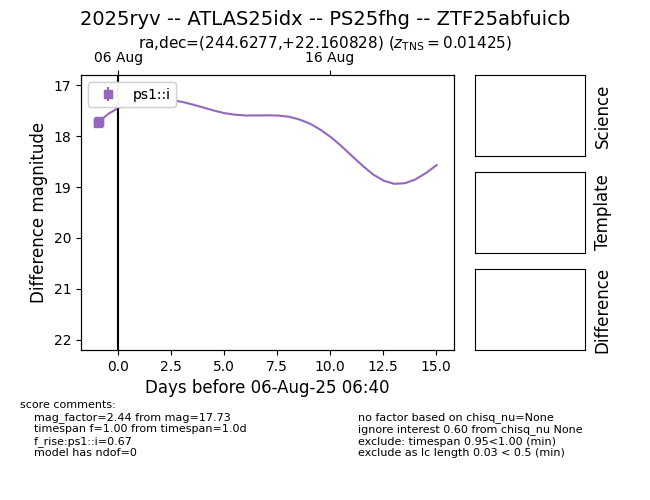 2025ryv -- ATLAS25idx -- PS25fhg -- ZTF25abfuicb
ra,dec=(244.6277,+22.160828) (z_TNS = 0.01425)
06 Aug 16 Aug
ps1::i
17
18
19
20
21
22
Difference magnitude
0.0 2.5 5.0 7.5 10.0 12.5 15.0
Days before 06-Aug-25 06:40
Science
Template
Difference
score comments:
mag_factor=2.44 from mag=17.73
timespan f=1.00 from timespan=1.0d
f_rise:ps1::i=0.67
model has ndof=0
no factor based on chisq_nu=None
ignore interest 0.60 from chisq_nu None
exclude: timespan 0.95<1.00 (min)
exclude as lc length 0.03 < 0.5 (min)